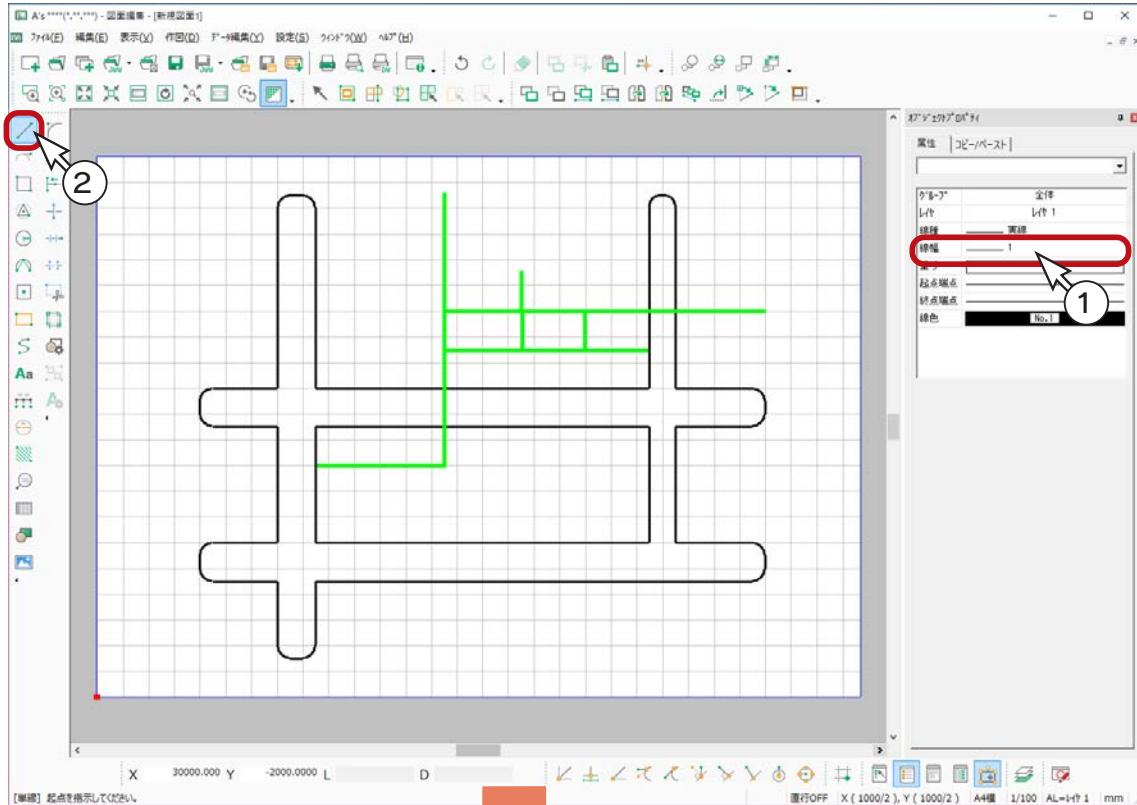 A's ****(*.**.***) - 図面編集 - [新規図面1]
ファイル(F) 編集(E) 表示(V) 作図(D) データ編集(Y) 設定(S) ウィンドウ(W) ヘルプ(H)
オブジェクトプロパティ
属性 コピー/ペースト
グループ 全体
レイヤ レイヤ 1
線種 実線
線幅 1
起点端点
終点端点
線色 No.1
1
2
Aa
X 30000.000 Y -2000.0000 L D
[単線] 起点を指示してください。 直行OFF X ( 1000/2 ), Y ( 1000/2 ) A4横 1/100 AL=レイヤ 1 mm